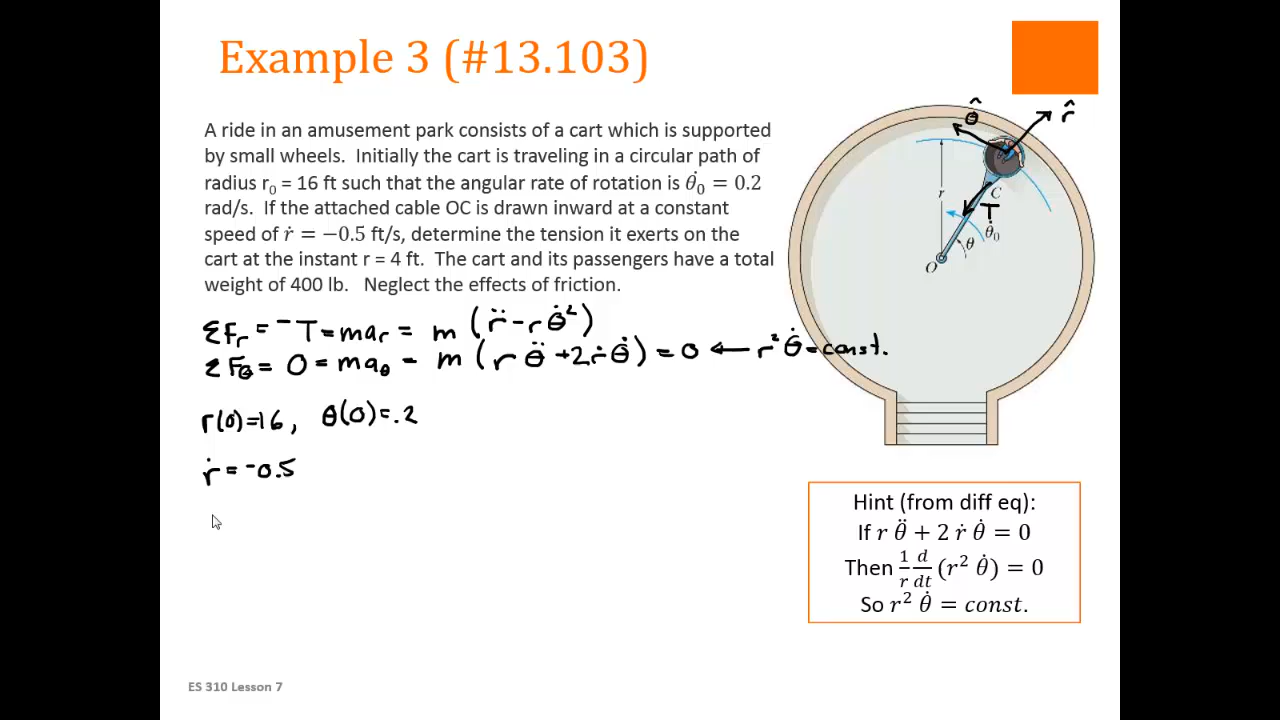 Example 3 (#13.103)
A ride in an amusement park consists of a cart which is supported
by small wheels. Initially the cart is traveling in a circular path of
radius r₀ = 16 ft such that the angular rate of rotation is θ̇₀ = 0.2
rad/s. If the attached cable OC is drawn inward at a constant
speed of ṙ = −0.5 ft/s, determine the tension it exerts on the
cart at the instant r = 4 ft. The cart and its passengers have a total
weight of 400 lb. Neglect the effects of friction.
θ̂
r̂
r
C
T
θ̇₀
θ
O
ΣFr = −T = mar = m (r̈ − rθ̇²)
ΣFθ = 0 = maθ = m (r θ̈ + 2ṙ θ̇) = 0 ← r²θ̇ = const.
r(0) = 16, θ(0) = .2
ṙ = −0.5
Hint (from diff eq):
If r θ̈ + 2 ṙ θ̇ = 0
Then 1/r d/dt (r² θ̇) = 0
So r² θ̇ = const.
ES 310 Lesson 7